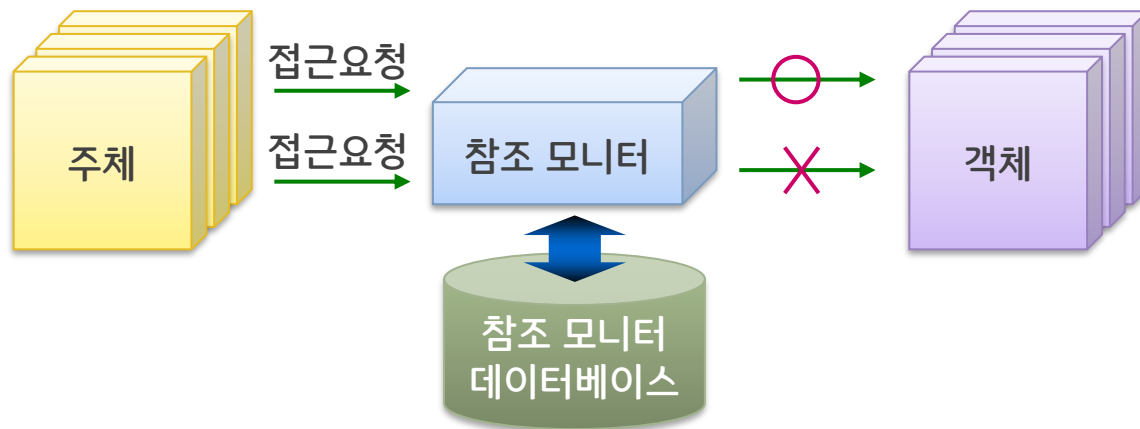 접근요청
접근요청
주체
참조 모니터
객체
참조 모니터
데이터베이스